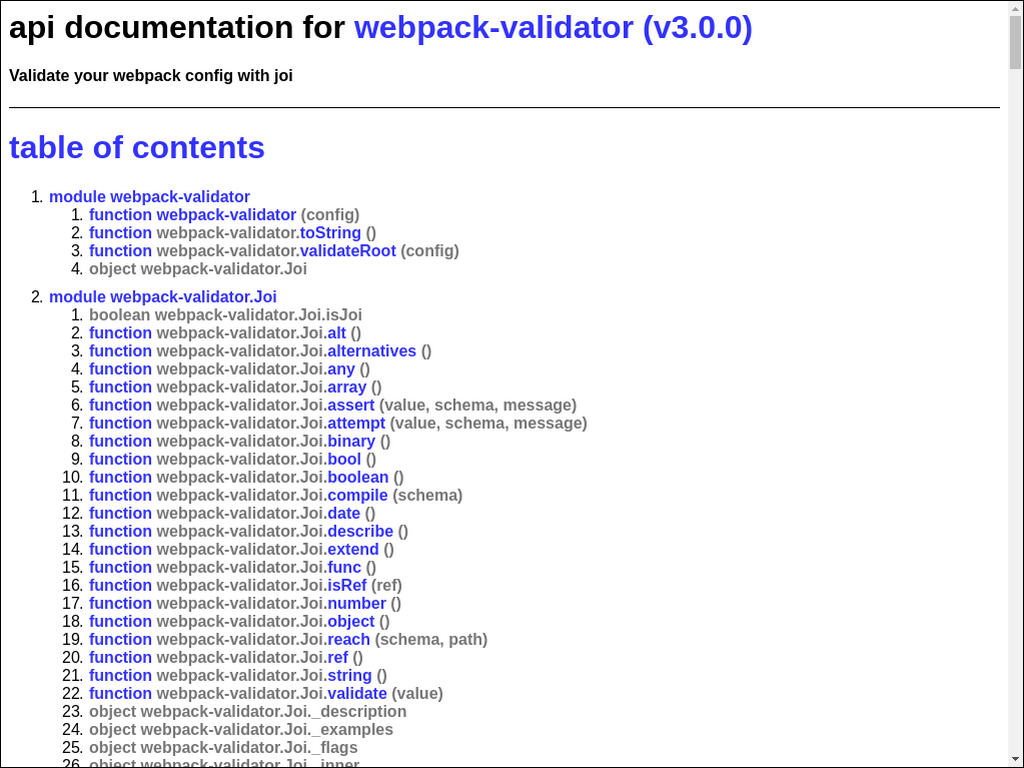 api documentation for webpack-validator (v3.0.0)
Validate your webpack config with joi
table of contents
1. module webpack-validator
1. function webpack-validator (config)
2. function webpack-validator.toString ()
3. function webpack-validator.validateRoot (config)
4. object webpack-validator.Joi
2. module webpack-validator.Joi
1. boolean webpack-validator.Joi.isJoi
2. function webpack-validator.Joi.alt ()
3. function webpack-validator.Joi.alternatives ()
4. function webpack-validator.Joi.any ()
5. function webpack-validator.Joi.array ()
6. function webpack-validator.Joi.assert (value, schema, message)
7. function webpack-validator.Joi.attempt (value, schema, message)
8. function webpack-validator.Joi.binary ()
9. function webpack-validator.Joi.bool ()
10. function webpack-validator.Joi.boolean ()
11. function webpack-validator.Joi.compile (schema)
12. function webpack-validator.Joi.date ()
13. function webpack-validator.Joi.describe ()
14. function webpack-validator.Joi.extend ()
15. function webpack-validator.Joi.func ()
16. function webpack-validator.Joi.isRef (ref)
17. function webpack-validator.Joi.number ()
18. function webpack-validator.Joi.object ()
19. function webpack-validator.Joi.reach (schema, path)
20. function webpack-validator.Joi.ref ()
21. function webpack-validator.Joi.string ()
22. function webpack-validator.Joi.validate (value)
23. object webpack-validator.Joi._description
24. object webpack-validator.Joi._examples
25. object webpack-validator.Joi._flags
26. object webpack-validator.Joi._inner